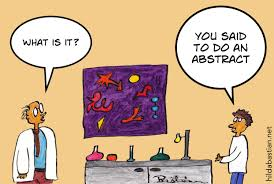 WHAT IS IT?
YOU SAID
TO DO AN
ABSTRACT
hildabastian.net